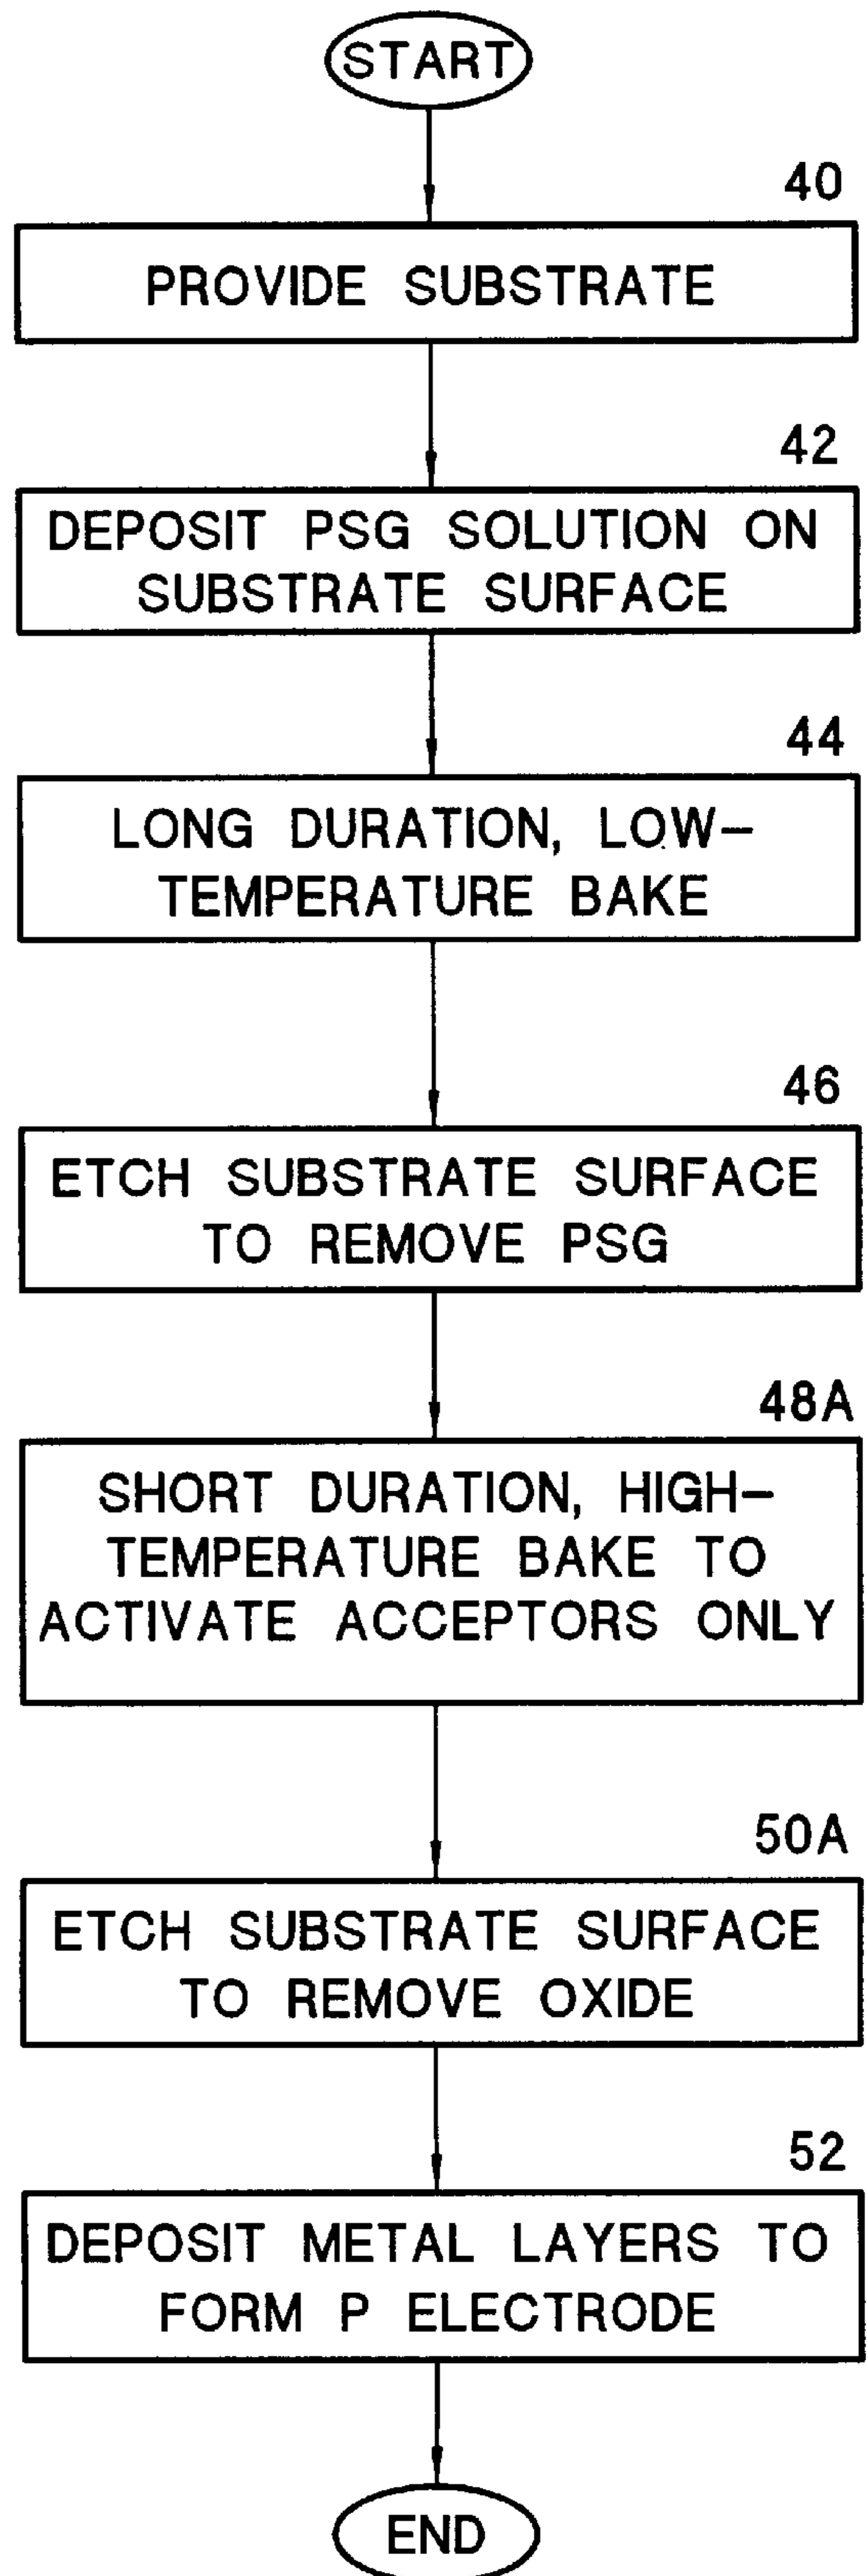 START
40
PROVIDE SUBSTRATE
42
DEPOSIT PSG SOLUTION ON
SUBSTRATE SURFACE
44
LONG DURATION, LOW-
TEMPERATURE BAKE
46
ETCH SUBSTRATE SURFACE
TO REMOVE PSG
48A
SHORT DURATION, HIGH-
TEMPERATURE BAKE TO
ACTIVATE ACCEPTORS ONLY
50A
ETCH SUBSTRATE SURFACE
TO REMOVE OXIDE
52
DEPOSIT METAL LAYERS TO
FORM P ELECTRODE
END